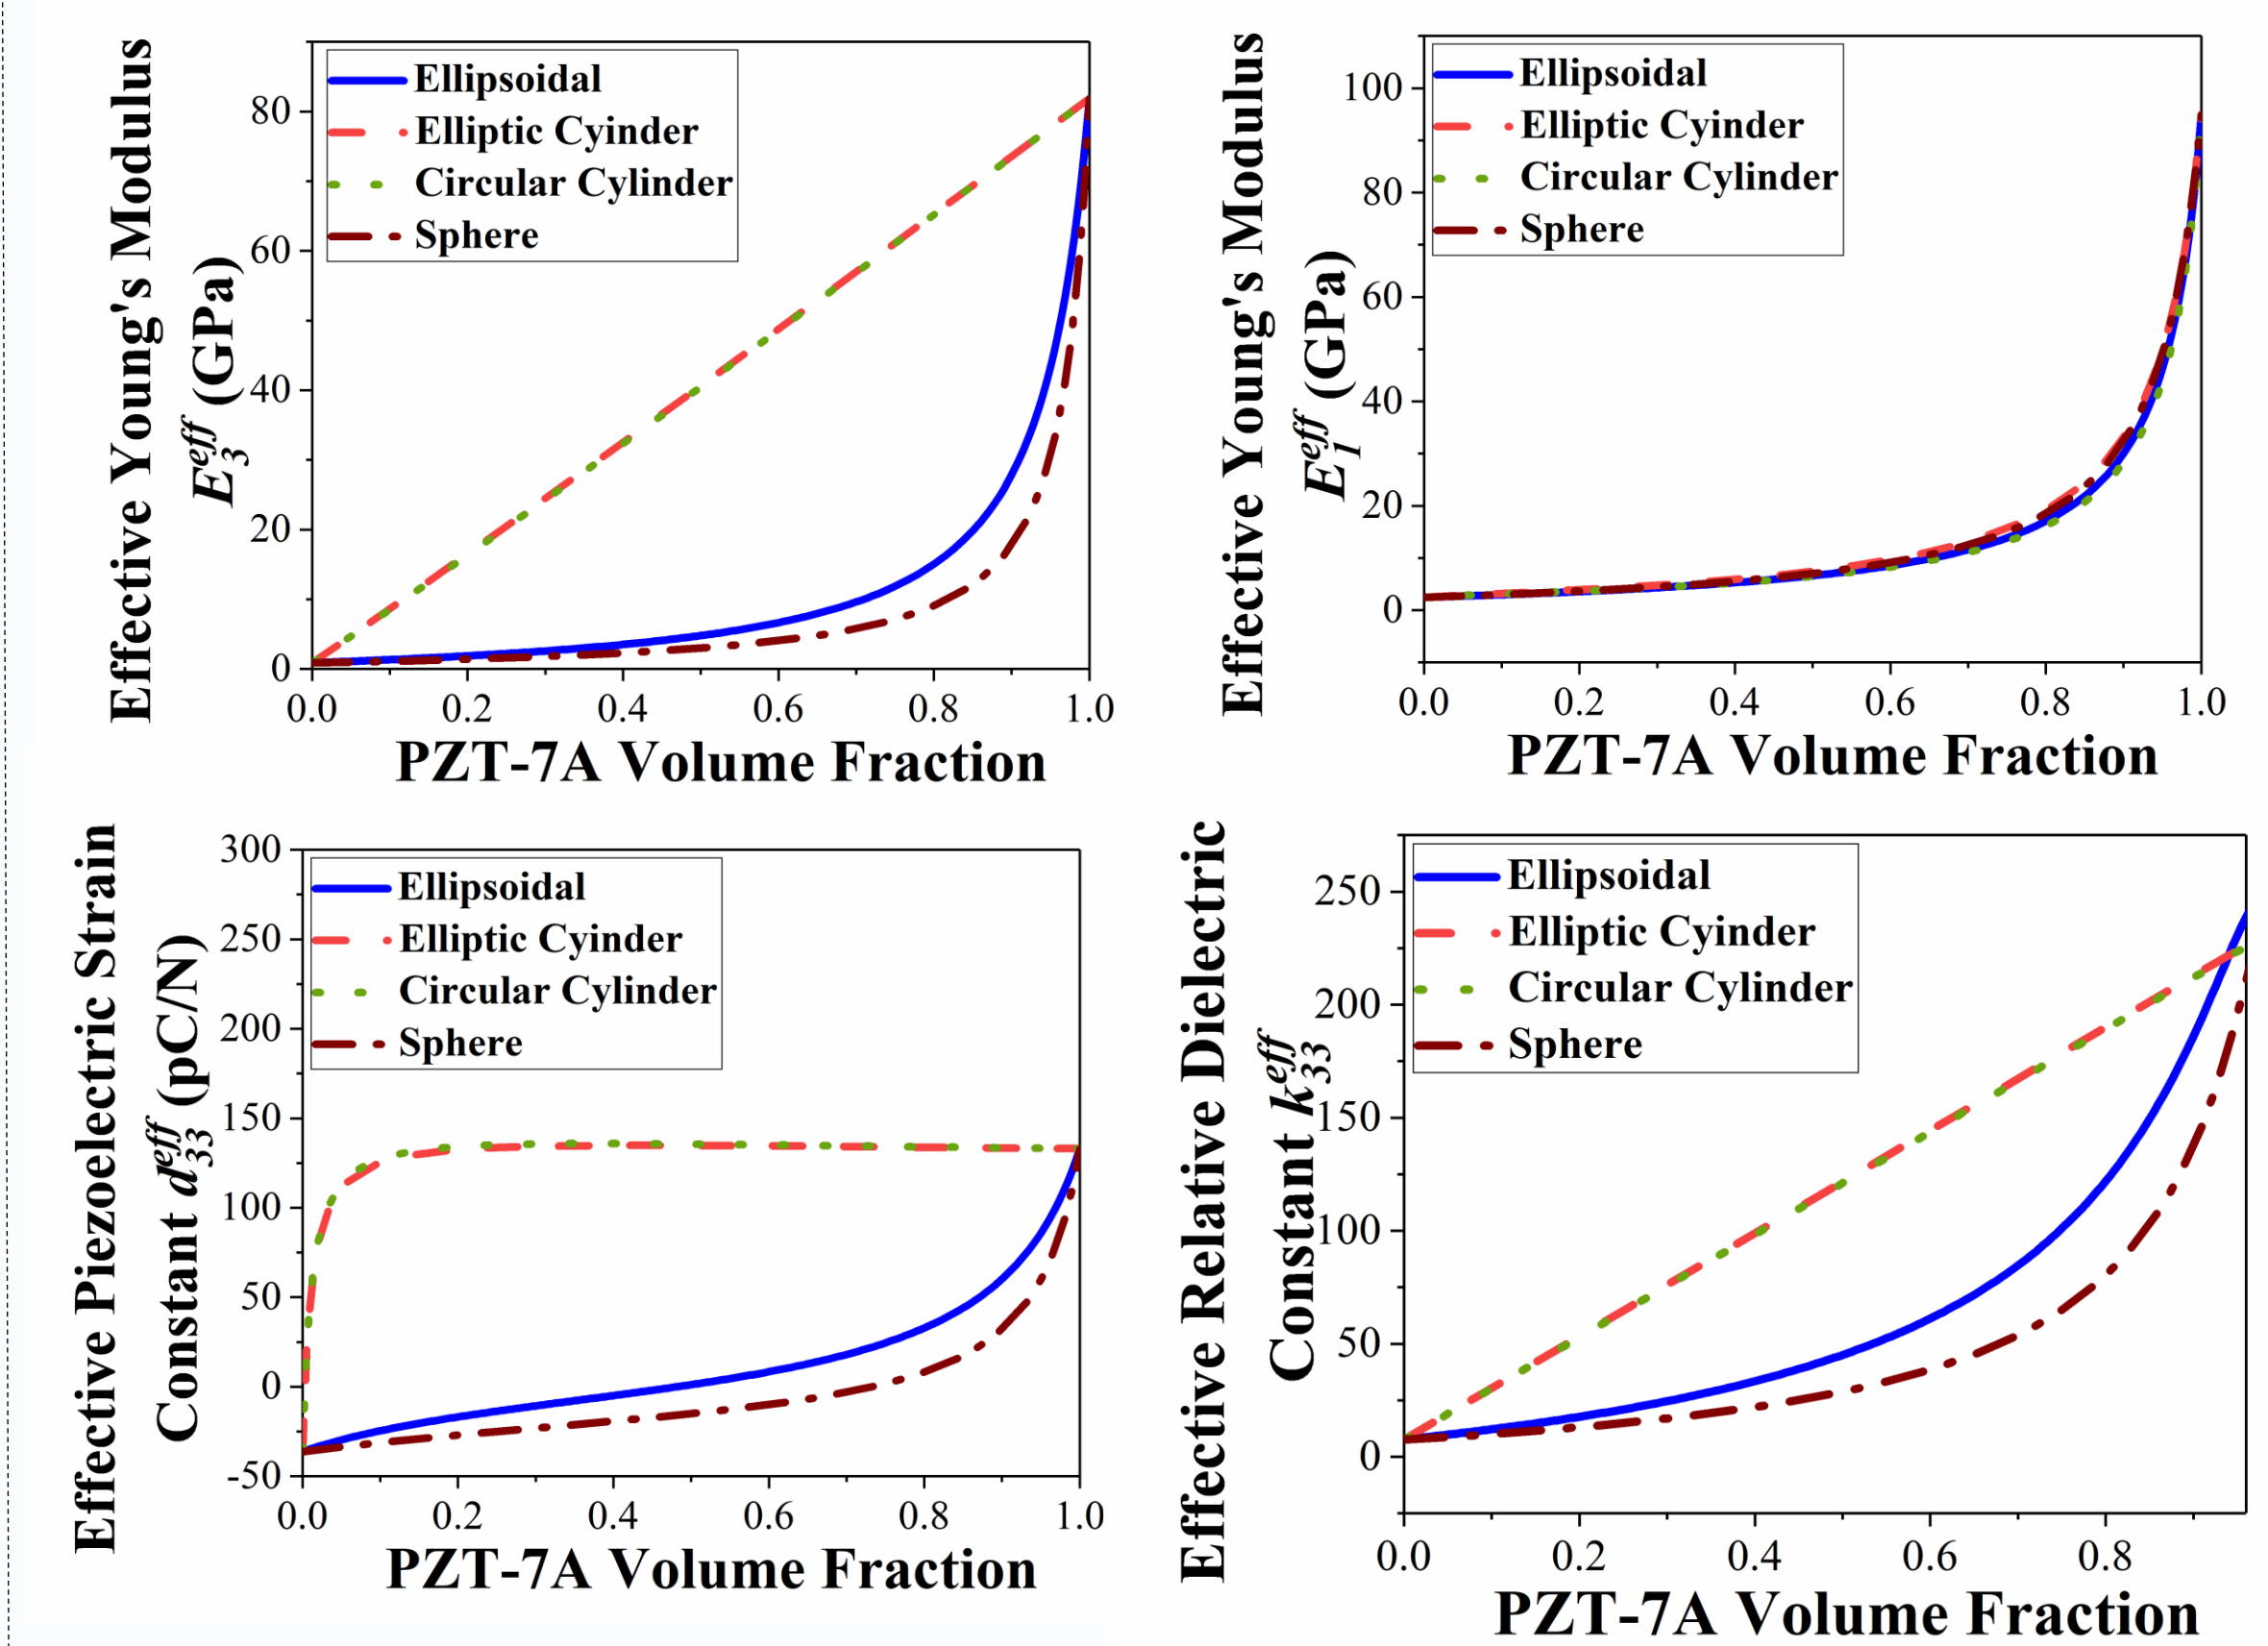 Effective Young's Modulus
E₃^eff (GPa)
80
60
40
20
0
Ellipsoidal
Elliptic Cyinder
Circular Cylinder
Sphere
0.0 0.2 0.4 0.6 0.8 1.0
PZT-7A Volume Fraction
Effective Young's Modulus
E₁^eff (GPa)
100
80
60
40
20
0
Ellipsoidal
Elliptic Cyinder
Circular Cylinder
Sphere
0.0 0.2 0.4 0.6 0.8 1.0
PZT-7A Volume Fraction
Effective Piezoelectric Strain
Constant d₃₃^eff (pC/N)
300
250
200
150
100
50
0
-50
Ellipsoidal
Elliptic Cyinder
Circular Cylinder
Sphere
0.0 0.2 0.4 0.6 0.8 1.0
PZT-7A Volume Fraction
Effective Relative Dielectric
Constant k₃₃^eff
250
200
150
100
50
0
Ellipsoidal
Elliptic Cyinder
Circular Cylinder
Sphere
0.0 0.2 0.4 0.6 0.8
PZT-7A Volume Fraction